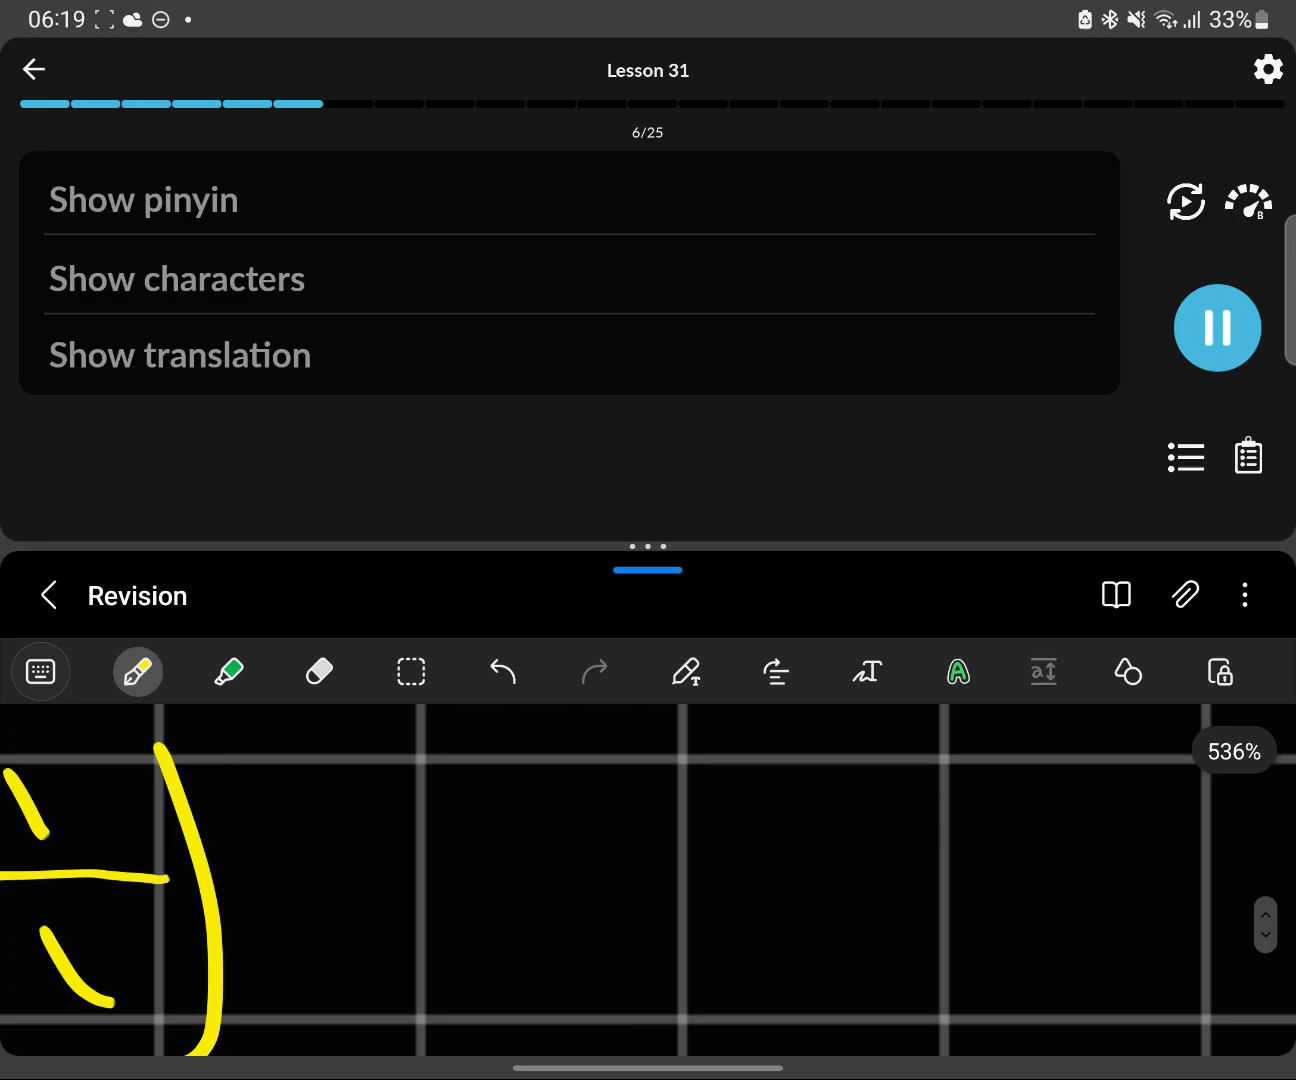 06:19
33%
Lesson 31
6/25
Show pinyin
Show characters
Show translation
Revision
536%